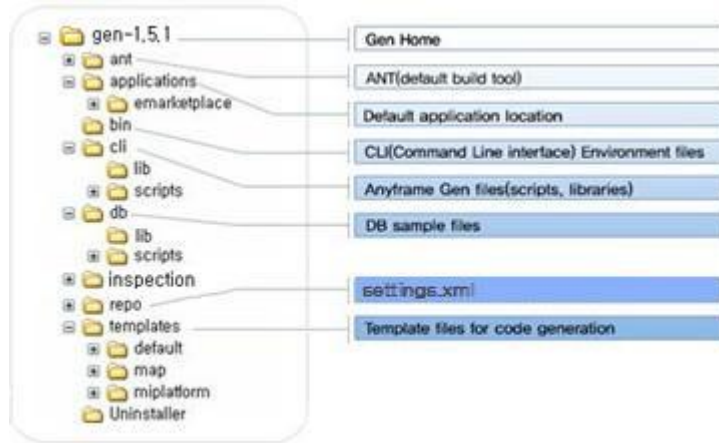 gen-1.5.1
Gen Home
ant
ANT(default build tool)
applications
emarketplace
Default application location
bin
CLI(Command Line interface) Environment files
cli
lib
scripts
Anyframe Gen files(scripts, libraries)
db
DB sample files
lib
scripts
inspection
settings.xml
repo
templates
Template files for code generation
default
map
miplatform
Uninstaller